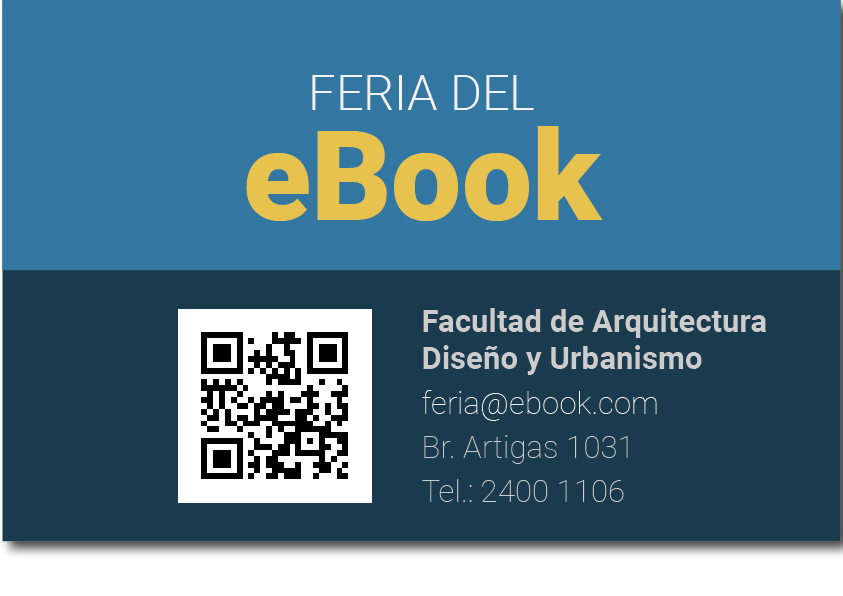 FERIA DEL
eBook
Facultad de Arquitectura
Diseño y Urbanismo
feria@ebook.com
Br. Artigas 1031
Tel.: 2400 1106